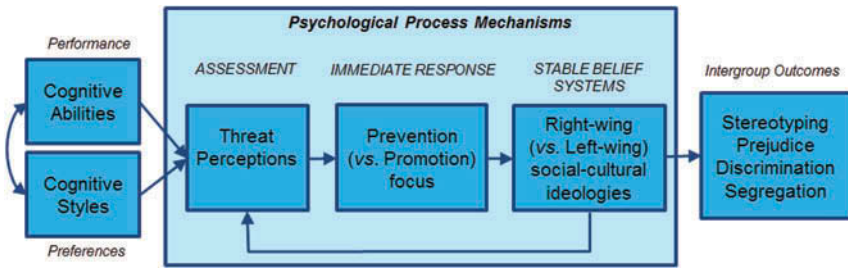 Psychological Process Mechanisms
Performance
Cognitive
Abilities
Cognitive
Styles
Preferences
ASSESSMENT
Threat
Perceptions
IMMEDIATE RESPONSE
Prevention
(vs. Promotion)
focus
STABLE BELIEF
SYSTEMS
Right-wing
(vs. Left-wing)
social-cultural
ideologies
Intergroup Outcomes
Stereotyping
Prejudice
Discrimination
Segregation